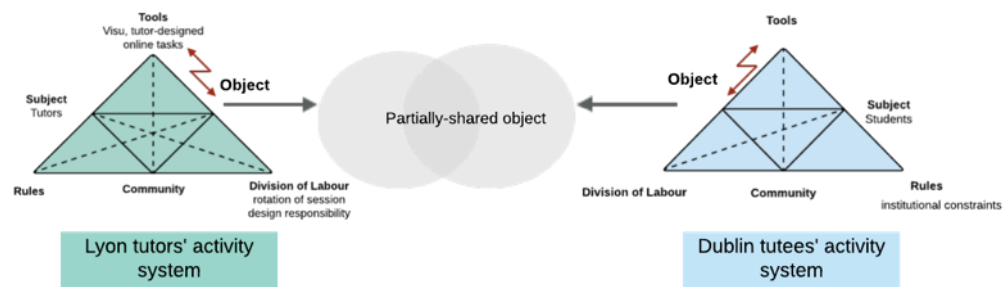 Tools
Visu, tutor-designed
online tasks
Object
Subject
Tutors
Rules
Community
Division of Labour
rotation of session
design responsibility
Lyon tutors' activity
system
Partially-shared object
Tools
Object
Subject
Students
Division of Labour
Community
Rules
institutional constraints
Dublin tutees' activity
system